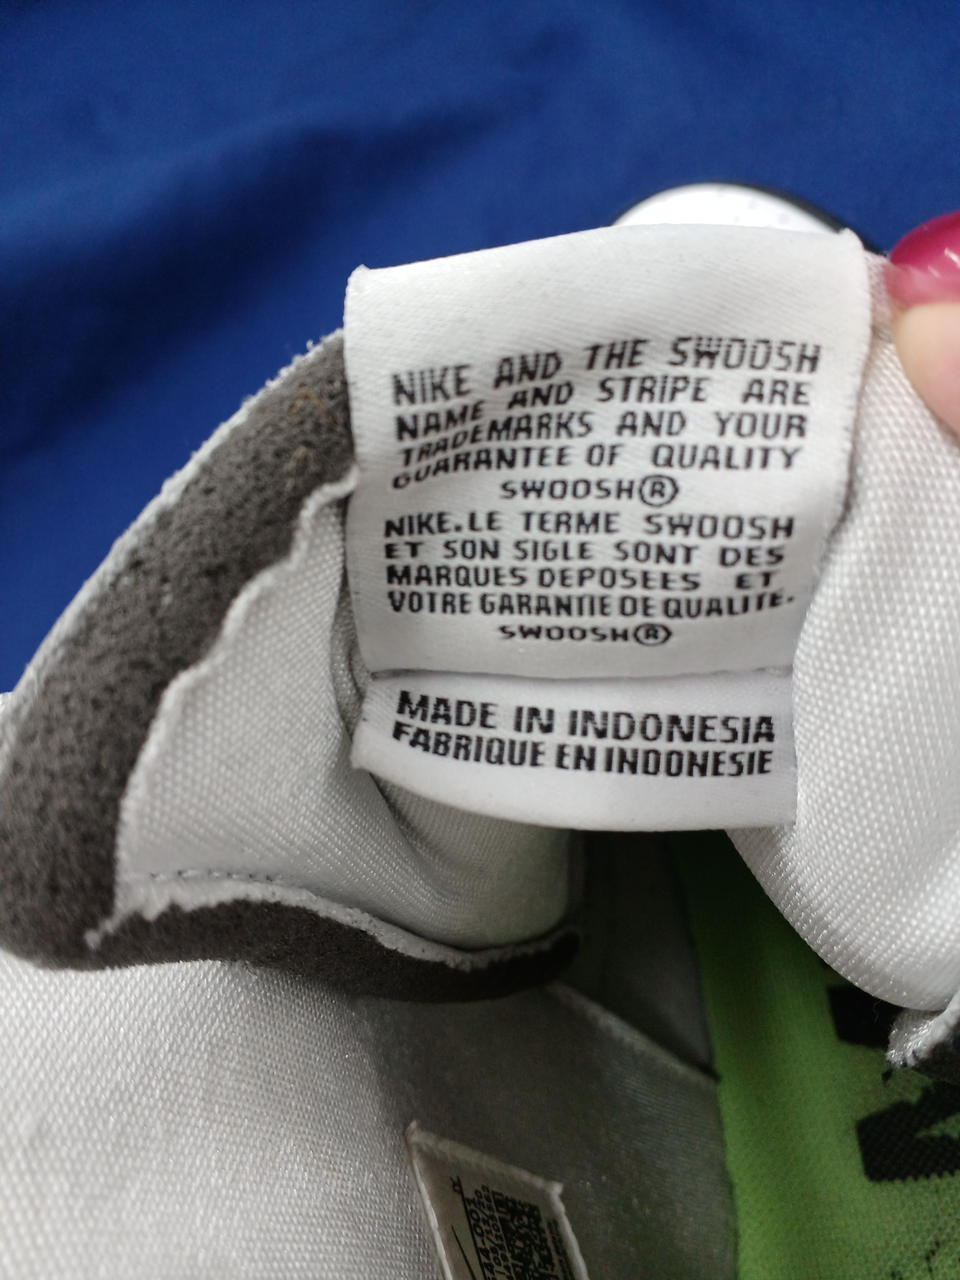 NIKE AND THE SWOOSH
NAME AND STRIPE ARE
TRADEMARKS AND YOUR
GUARANTEE OF QUALITY
SWOOSH®
NIKE.LE TERME SWOOSH
ET SON SIGLE SONT DES
MARQUES DEPOSEES ET
VOTRE GARANTIE DE QUALITE.
SWOOSH®
MADE IN INDONESIA
FABRIQUE EN INDONESIE